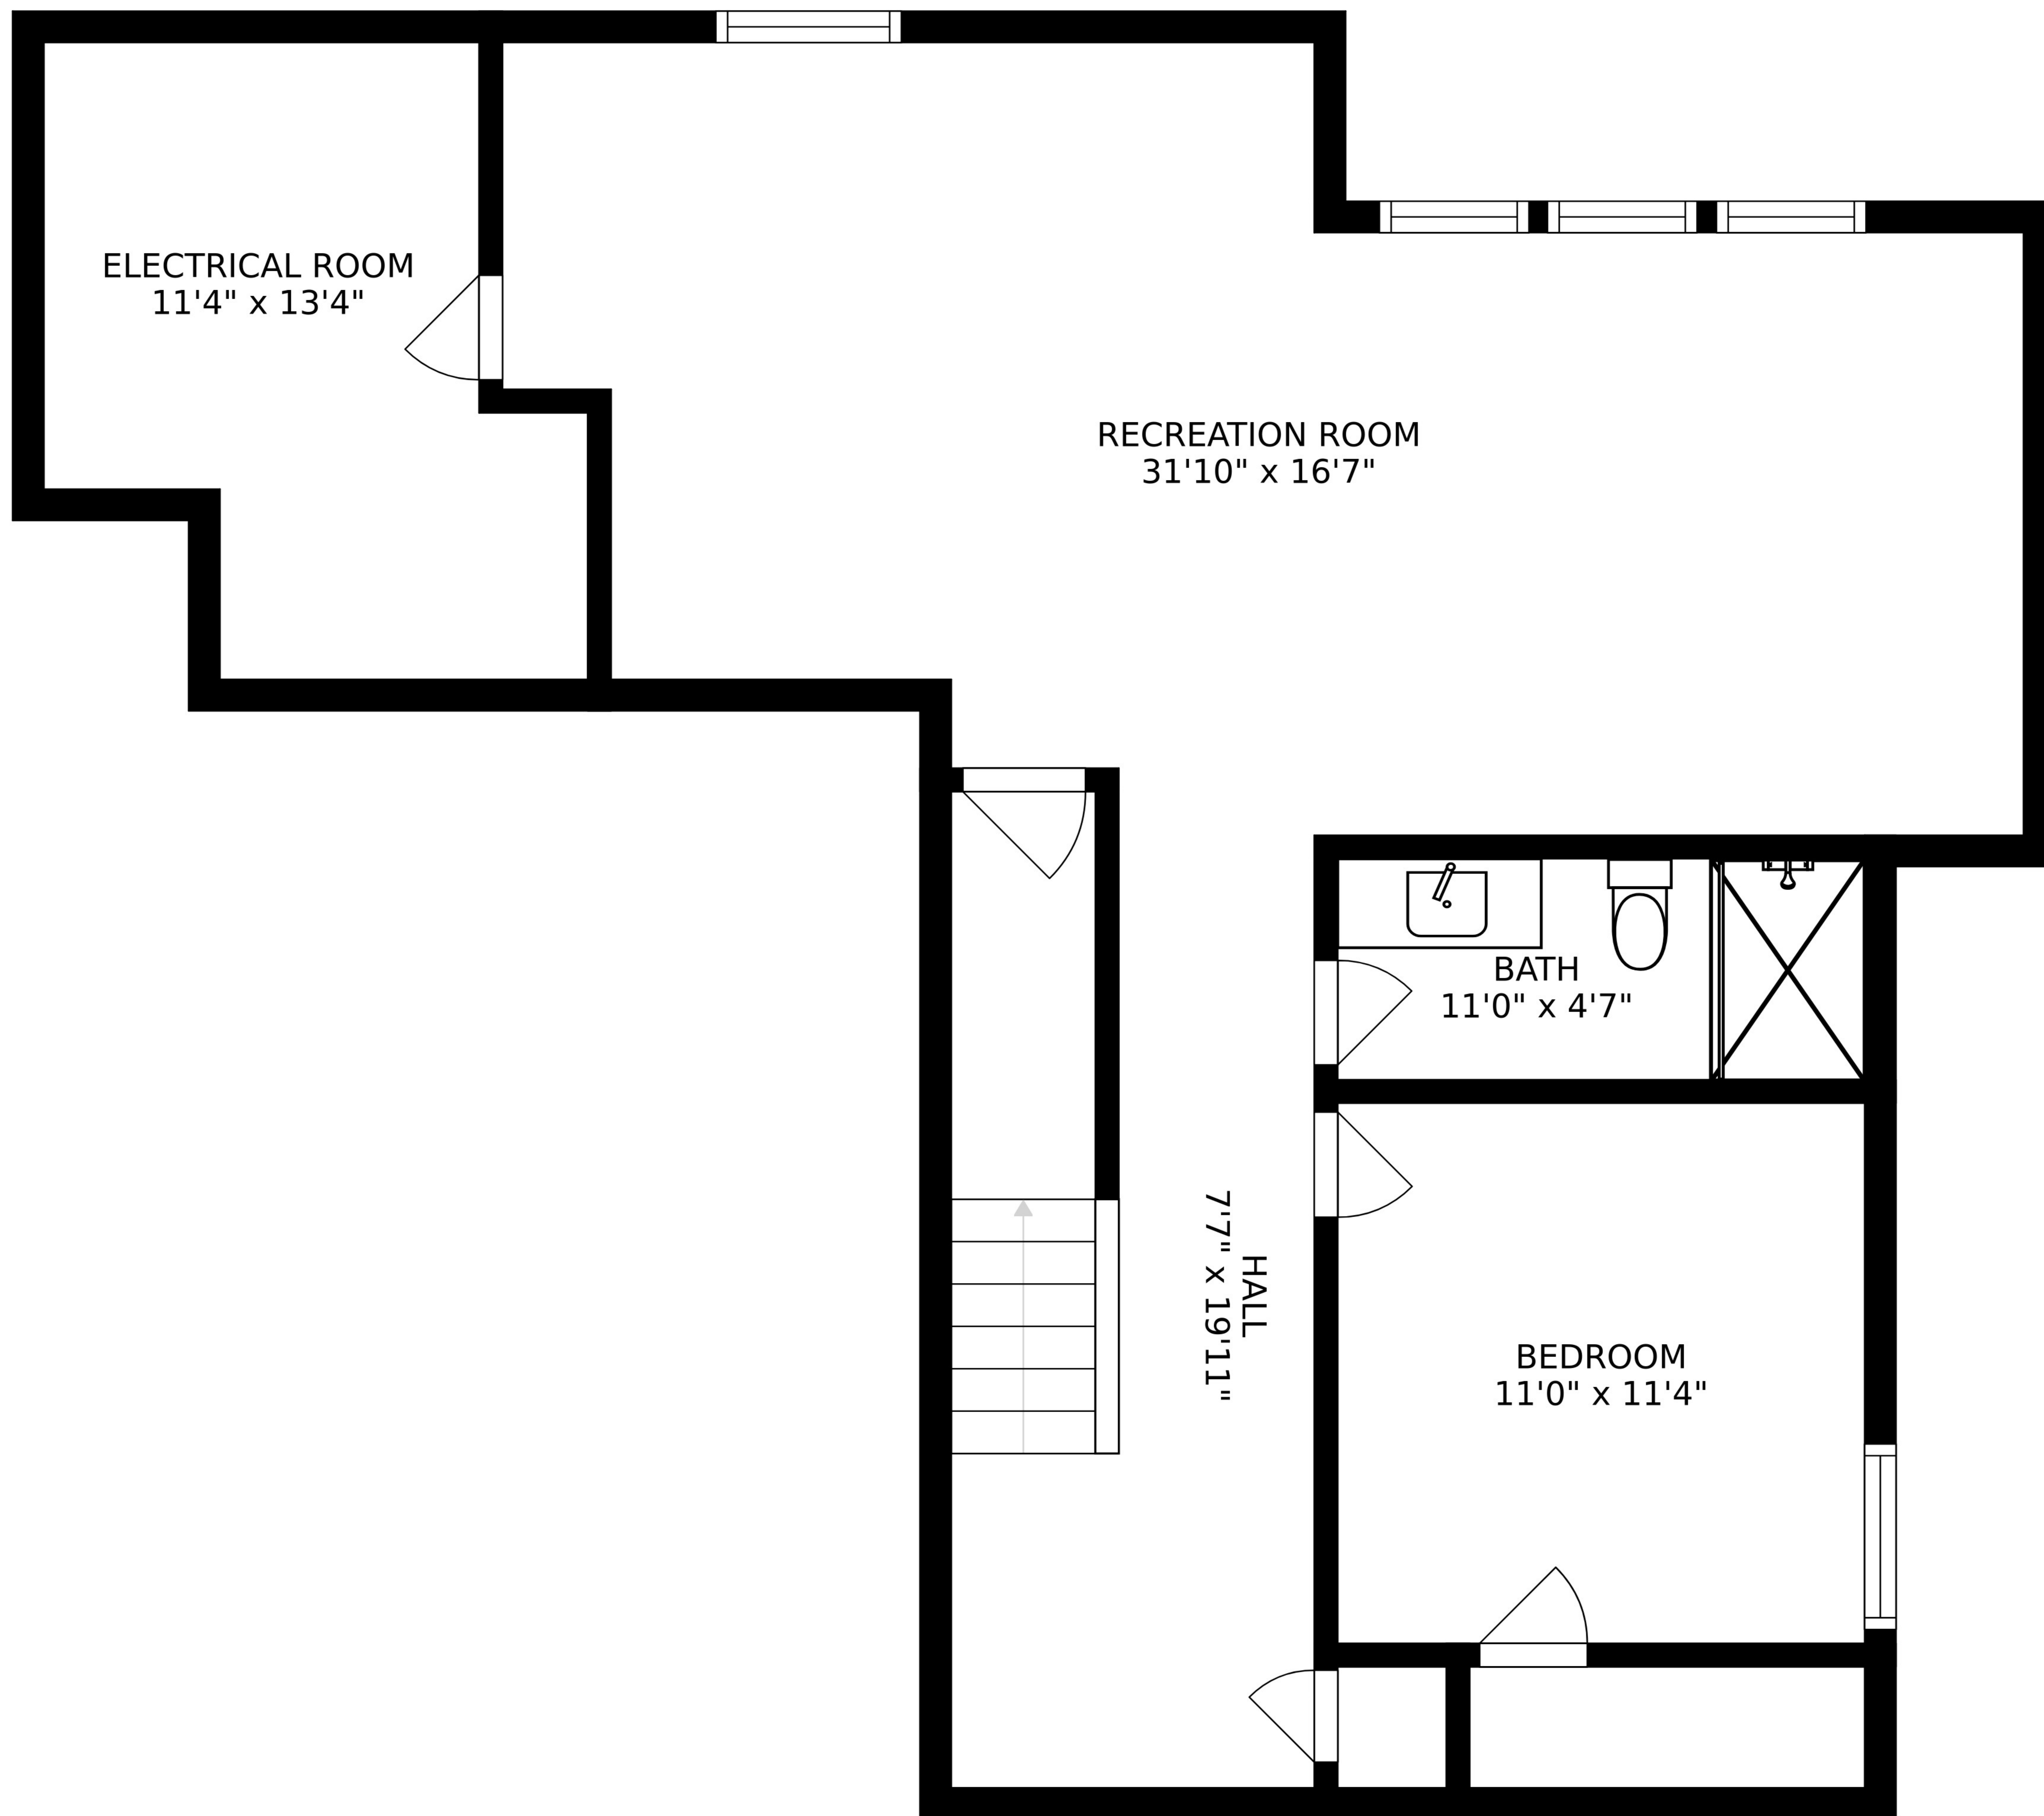 ELECTRICAL ROOM
11'4" x 13'4"
RECREATION ROOM
31'10" x 16'7"
BATH
11'0" x 4'7"
HALL
7'7" x 19'11"
BEDROOM
11'0" x 11'4"